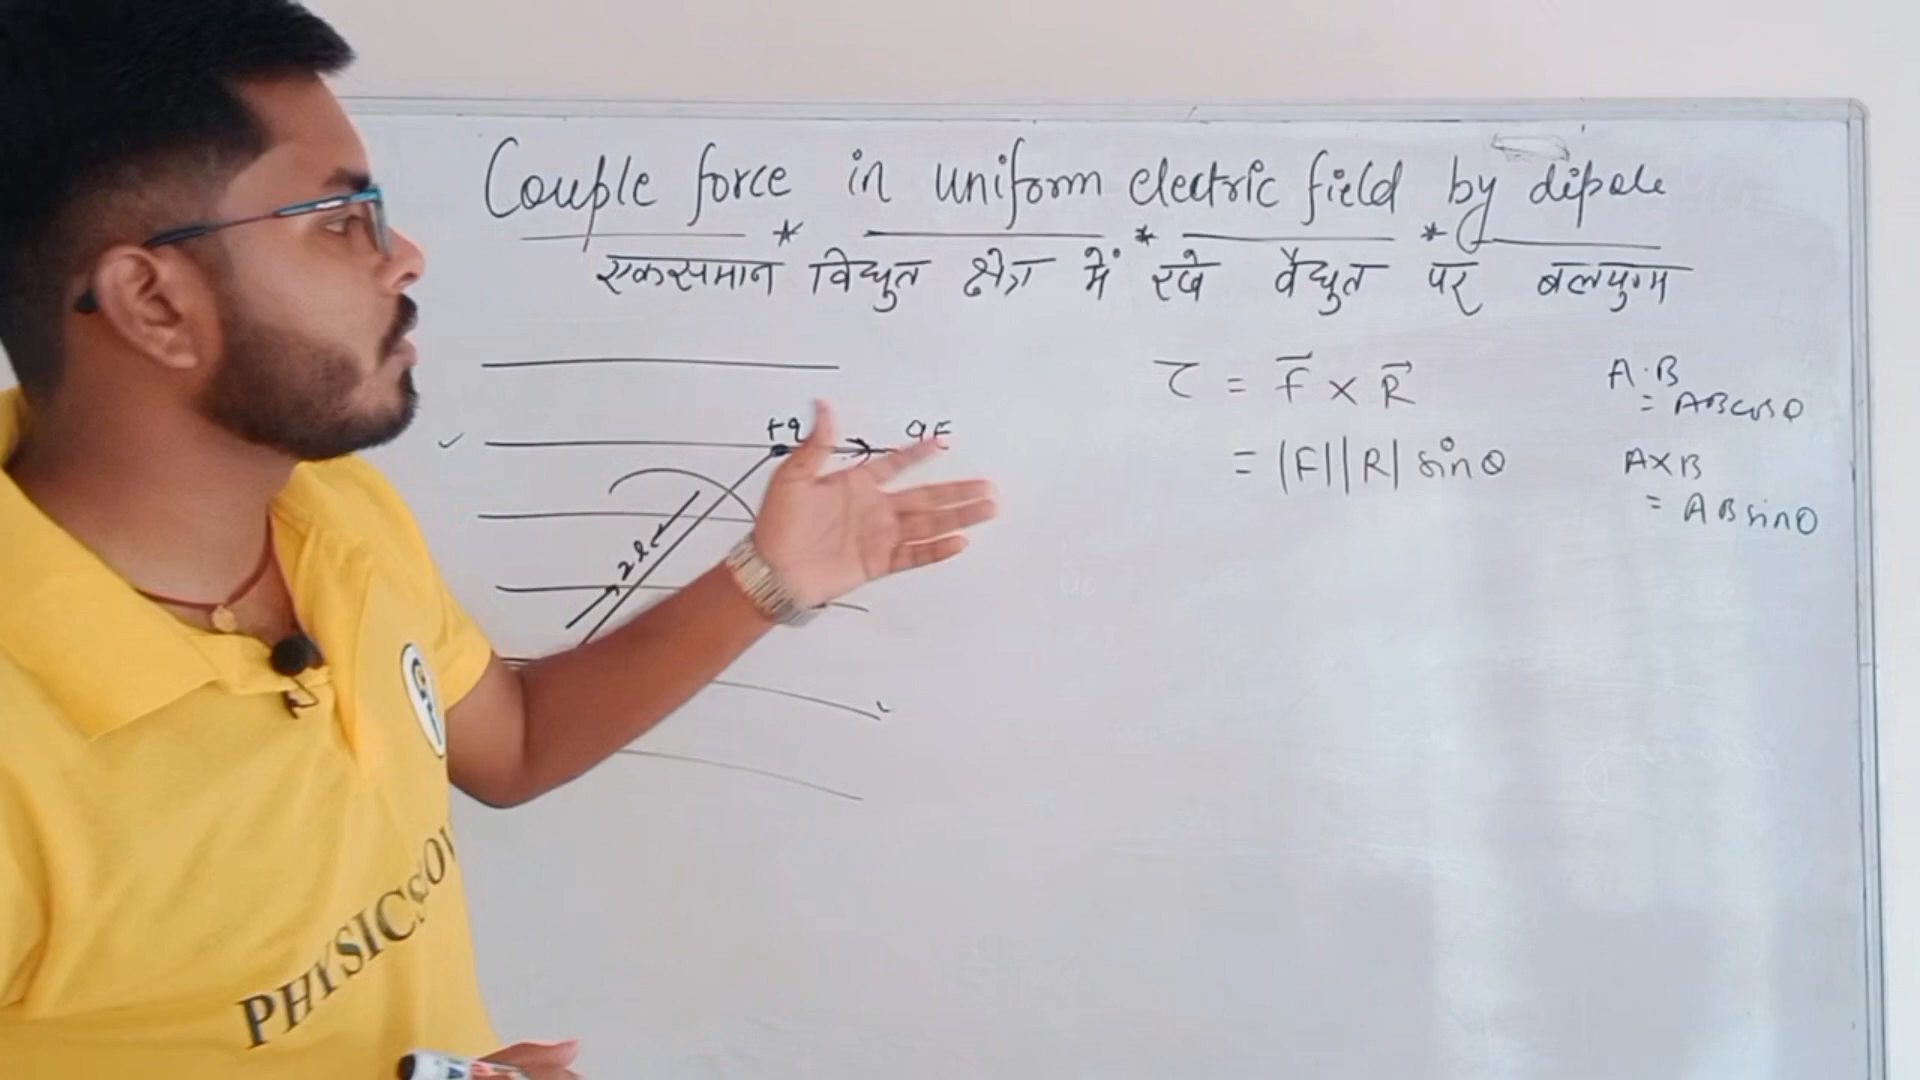 Couple force in uniform electric field by dipole
एकसमान विद्युत क्षेत्र में रखे वैद्युत पर बलयुग्म
τ = F⃗ × R⃗
= |F||R| sinθ
A·B
= ABcosθ
A×B
= ABsinθ
+q
qE
2l
PHYSICS